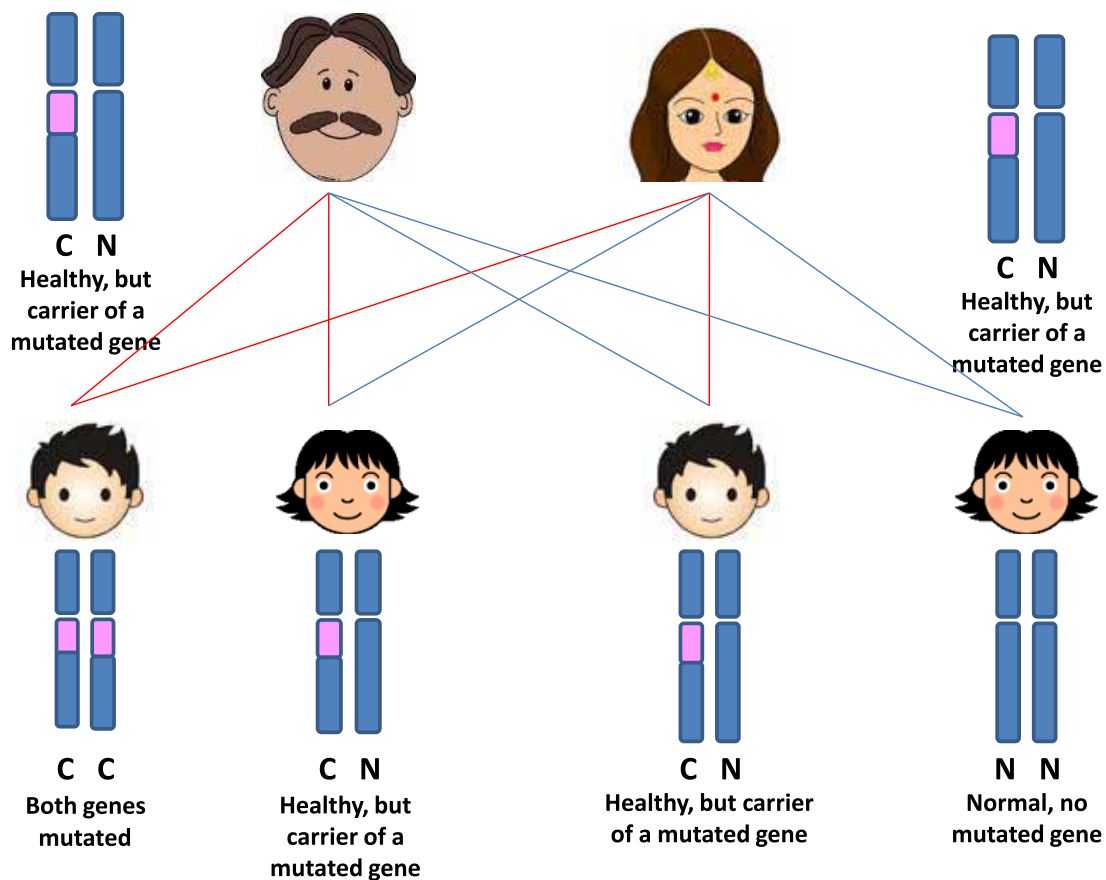 C N
Healthy, but
carrier of a
mutated gene
C N
Healthy, but
carrier of a
mutated gene
C C
Both genes
mutated
C N
Healthy, but
carrier of a
mutated gene
C N
Healthy, but carrier
of a mutated gene
N N
Normal, no
mutated gene